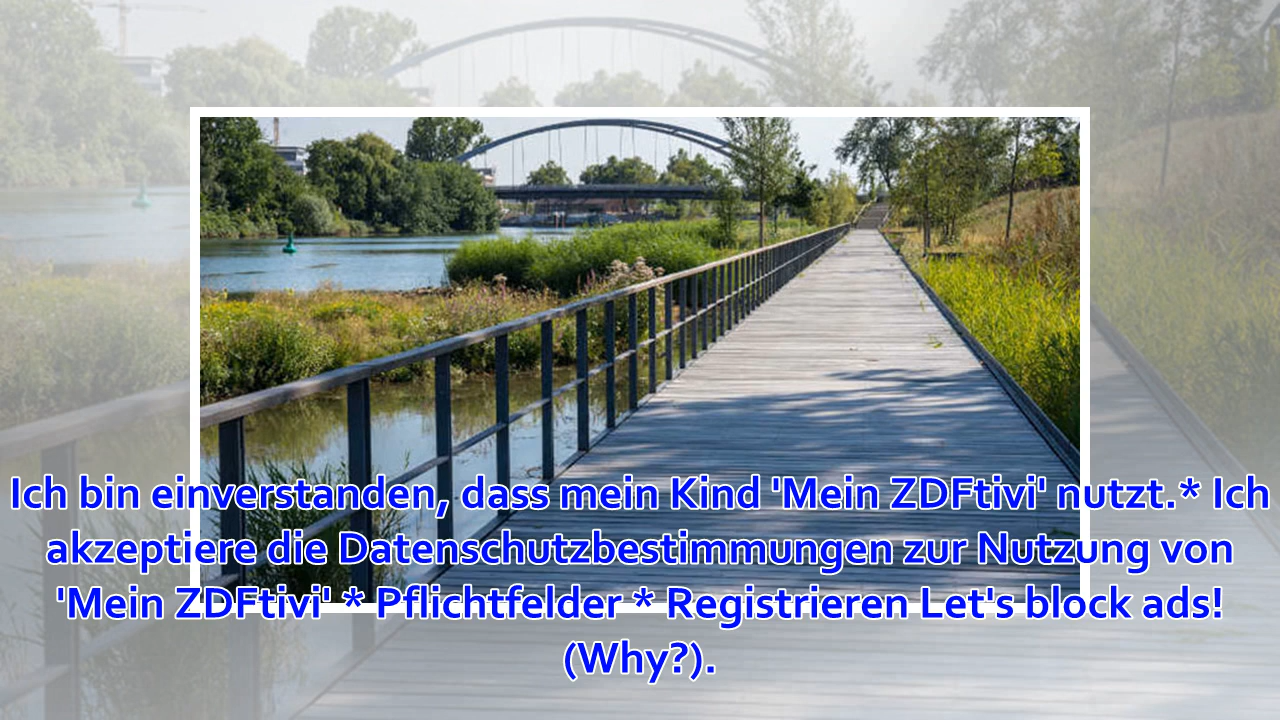 Ich bin einverstanden, dass mein Kind 'Mein ZDFtivi' nutzt.* Ich
akzeptiere die Datenschutzbestimmungen zur Nutzung von
'Mein ZDFtivi' * Pflichtfelder * Registrieren Let's block ads!
(Why?).